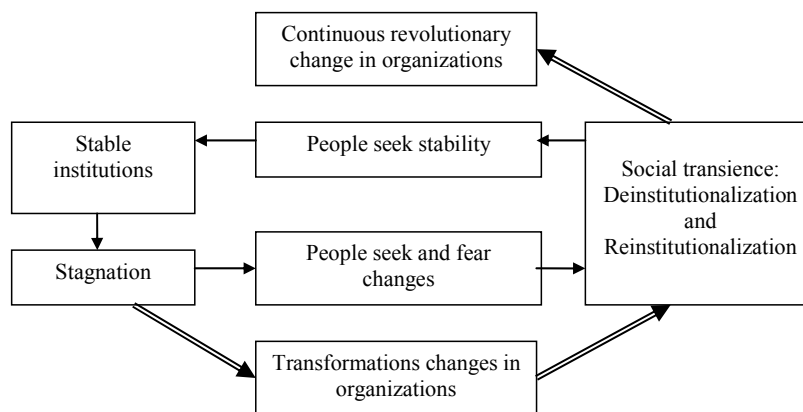 Continuous revolutionary
change in organizations
Stable
institutions
People seek stability
Social transience:
Deinstitutionalization
and
Reinstitutionalization
Stagnation
People seek and fear
changes
Transformations changes in
organizations